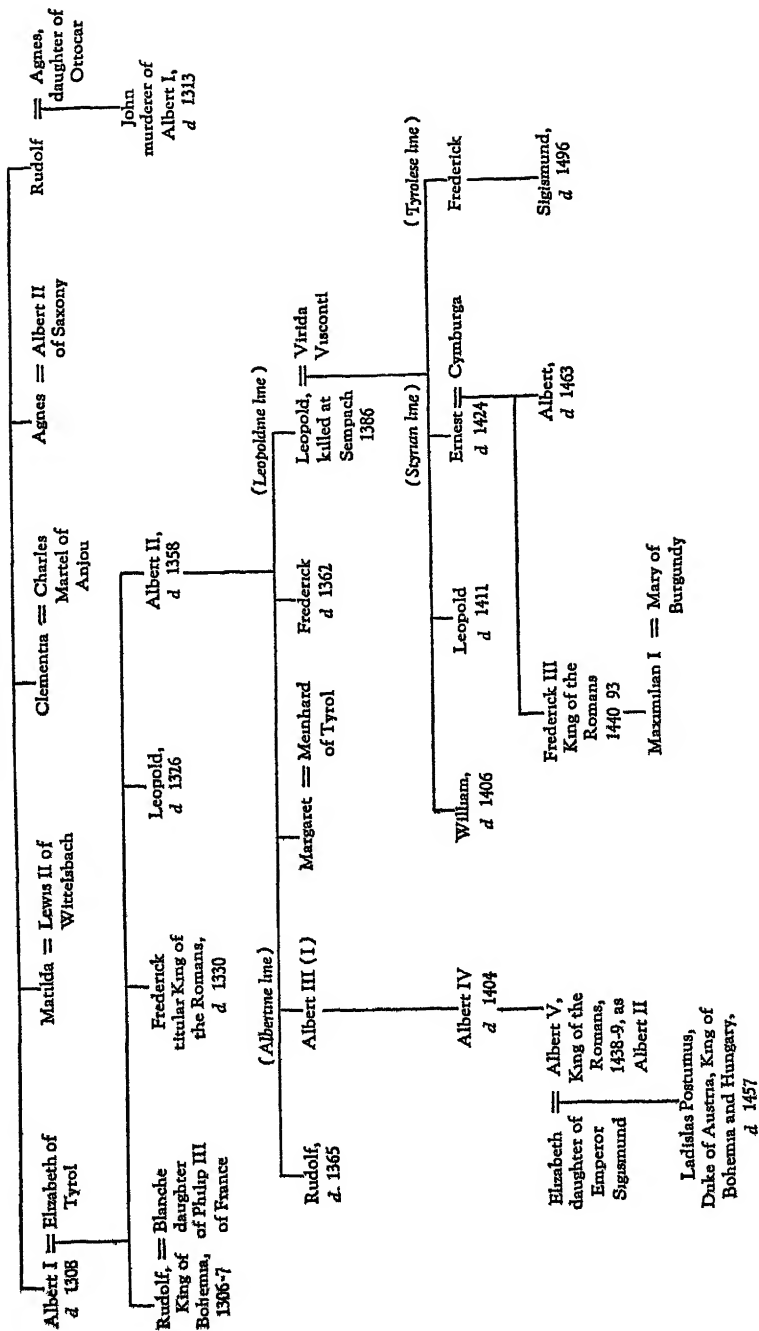 Albert I = Elizabeth of
d 1308 Tyrol
Matilda = Lewis II of
Wittelsbach
Clementia = Charles
Martel of
Anjou
Agnes = Albert II
of Saxony
Rudolf = Agnes,
daughter of
Ottocar
John
murderer of
Albert I,
d 1313
Rudolf, = Blanche
King of daughter
Bohemia, of Philip III
1306-7 of France
Frederick
titular King of
the Romans,
d 1330
Leopold,
d 1326
Albert II,
d 1358
(Albertine line)
(Leopoldine line)
Rudolf,
d. 1365
Albert III (I)
Margaret = Meinhard
of Tyrol
Frederick
d 1362
Leopold, = Virida
killed at Visconti
Sempach
1386
(Styrian line)
(Tyrolese line)
Albert IV
d 1404
William,
d 1406
Leopold
d 1411
Ernest = Cymburga
d 1424
Frederick
Elizabeth = Albert V,
daughter of King of the
Emperor Romans,
Sigismund 1438-9, as
Albert II
Frederick III
King of the
Romans
1440 93
Albert,
d 1463
Sigismund,
d 1496
Ladislas Postumus,
Duke of Austria, King of
Bohemia and Hungary,
d 1457
Maximilian I = Mary of
Burgundy